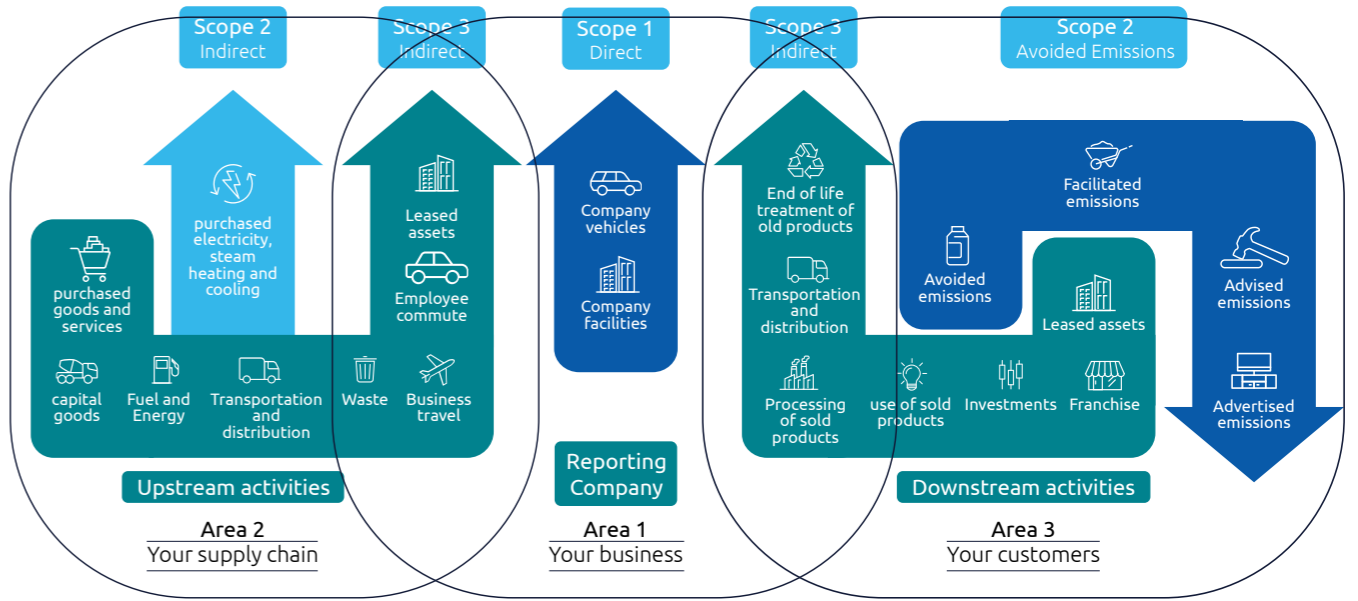 Scope 2
Indirect
Scope 3
Indirect
Scope 1
Direct
Scope 3
Indirect
Scope 2
Avoided Emissions
purchased
electricity,
steam
heating and
cooling
purchased
goods and
services
capital
goods
Fuel and
Energy
Transportation
and
distribution
Leased
assets
Employee
commute
Waste
Business
travel
Company
vehicles
Company
facilities
End of life
treatment of
old products
Transportation
and
distribution
Processing
of sold
products
use of sold
products
Investments
Franchise
Leased assets
Avoided
emissions
Facilitated
emissions
Advised
emissions
Advertised
emissions
Upstream activities
Area 2
Your supply chain
Reporting
Company
Area 1
Your business
Downstream activities
Area 3
Your customers